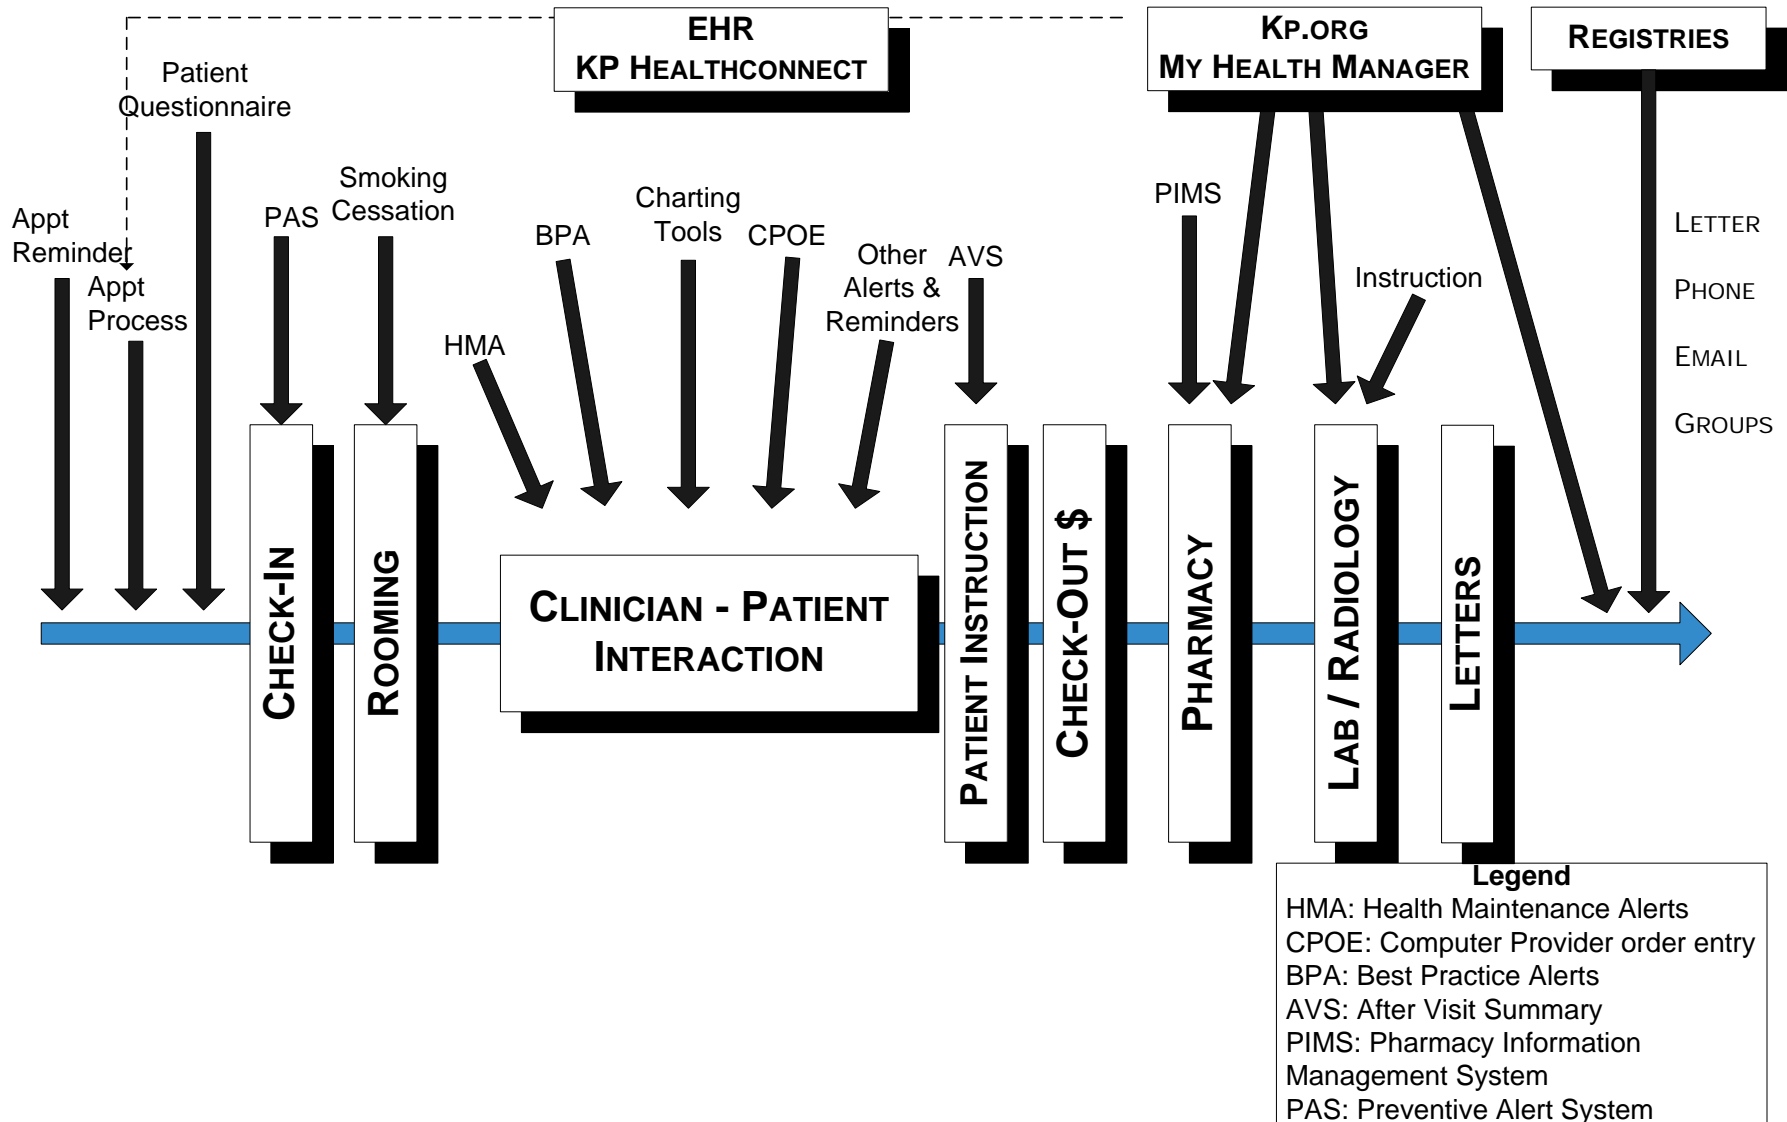 EHR
KP HEALTHCONNECT
KP.ORG
MY HEALTH MANAGER
REGISTRIES
Patient
Questionnaire
Appt
Reminder
Appt
Process
PAS
Smoking
Cessation
HMA
BPA
Charting
Tools
CPOE
Other
Alerts &
Reminders
AVS
PIMS
Instruction
LETTER
PHONE
EMAIL
GROUPS
CHECK-IN
ROOMING
CLINICIAN - PATIENT
INTERACTION
PATIENT INSTRUCTION
CHECK-OUT $
PHARMACY
LAB / RADIOLOGY
LETTERS
Legend
HMA: Health Maintenance Alerts
CPOE: Computer Provider order entry
BPA: Best Practice Alerts
AVS: After Visit Summary
PIMS: Pharmacy Information
Management System
PAS: Preventive Alert System